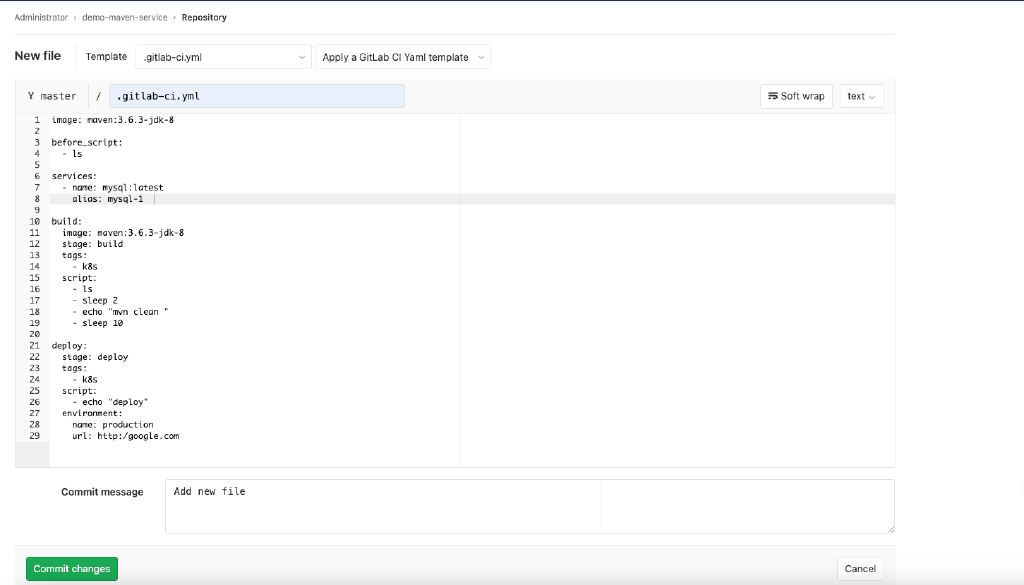 Administrator › demo-maven-service › Repository
New file Template .gitlab-ci.yml Apply a GitLab CI Yaml template
master / .gitlab-ci.yml Soft wrap text
1 image: maven:3.6.3-jdk-8
2
3 before_script:
4 - ls
5
6 services:
7 - name: mysql:latest
8 alias: mysql-1
9
10 build:
11 image: maven:3.6.3-jdk-8
12 stage: build
13 tags:
14 - k8s
15 script:
16 - ls
17 - sleep 2
18 - echo "mvn clean "
19 - sleep 10
20
21 deploy:
22 stage: deploy
23 tags:
24 - k8s
25 script:
26 - echo "deploy"
27 environment:
28 name: production
29 url: http:/google.com
Commit message Add new file
Commit changes Cancel